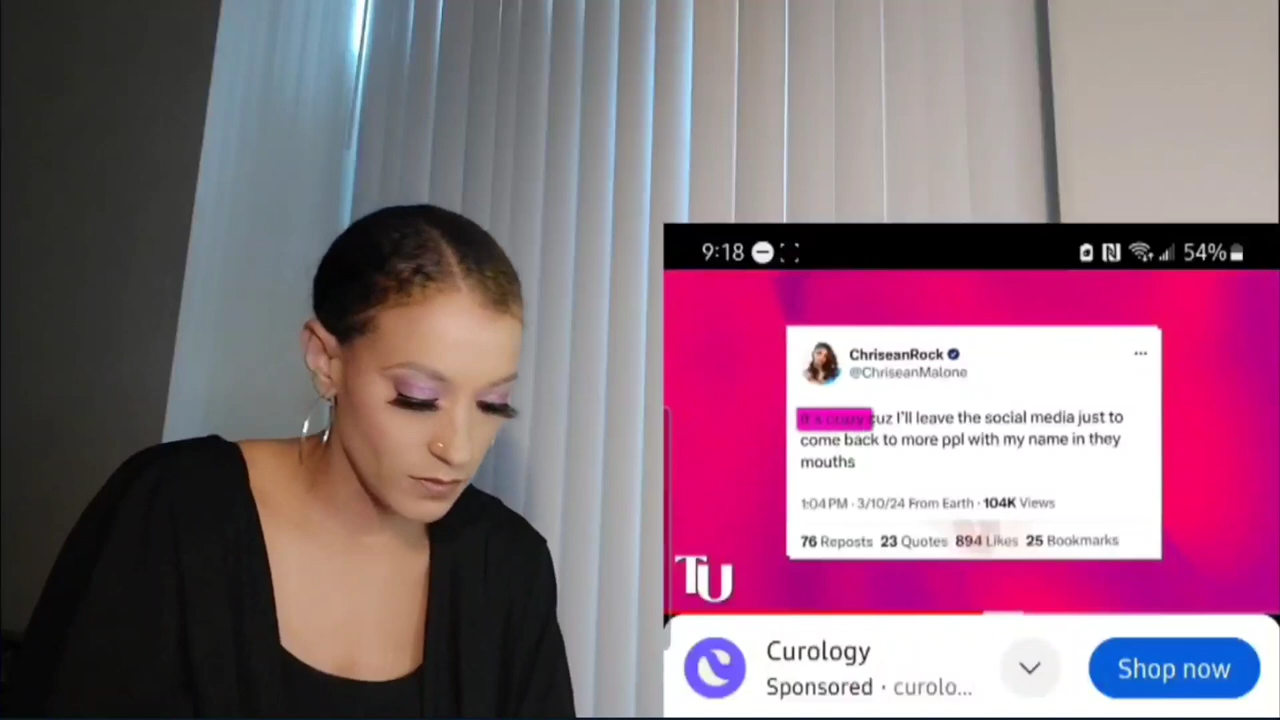 9:18 54%
ChriseanRock
@ChriseanMalone
it's copy cuz I'll leave the social media just to
come back to more ppl with my name in they
mouths
1:04 PM · 3/10/24 From Earth · 104K Views
76 Reposts 23 Quotes 894 Likes 25 Bookmarks
TU
Curology
Sponsored · curolo...
Shop now